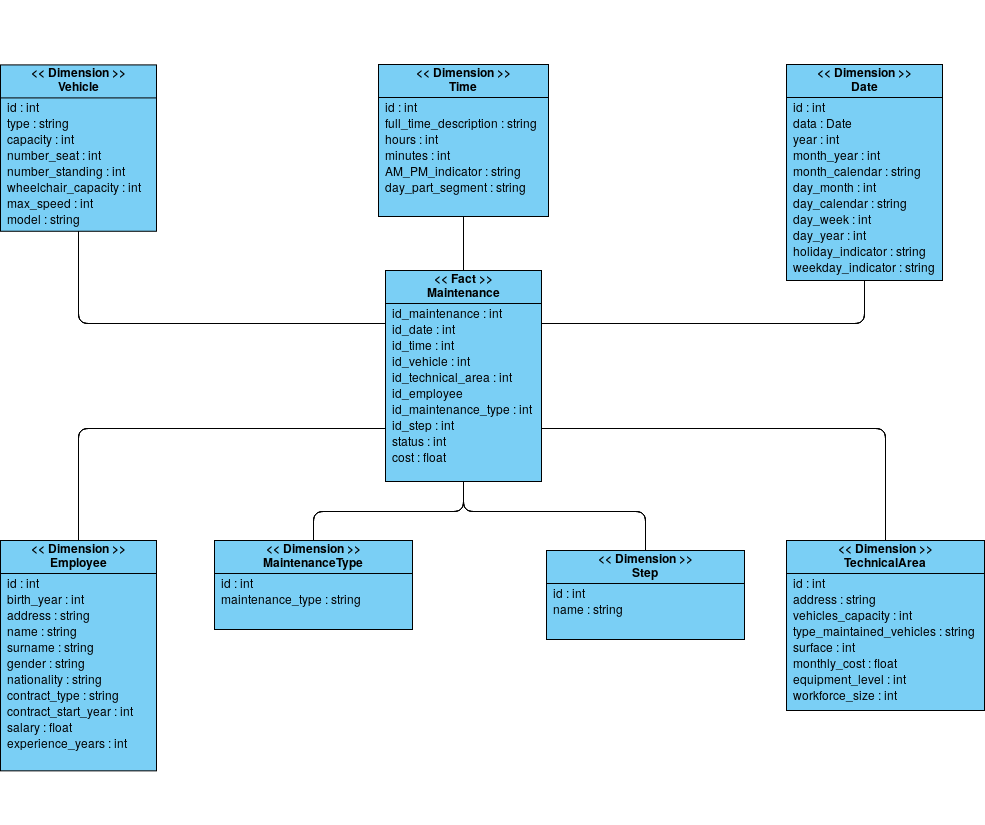 << Dimension >>
Vehicle
id : int
type : string
capacity : int
number_seat : int
number_standing : int
wheelchair_capacity : int
max_speed : int
model : string
<< Dimension >>
Time
id : int
full_time_description : string
hours : int
minutes : int
AM_PM_indicator : string
day_part_segment : string
<< Dimension >>
Date
id : int
data : Date
year : int
month_year : int
month_calendar : string
day_month : int
day_calendar : string
day_week : int
day_year : int
holiday_indicator : string
weekday_indicator : string
<< Fact >>
Maintenance
id_maintenance : int
id_date : int
id_time : int
id_vehicle : int
id_technical_area : int
id_employee
id_maintenance_type : int
id_step : int
status : int
cost : float
<< Dimension >>
Employee
id : int
birth_year : int
address : string
name : string
surname : string
gender : string
nationality : string
contract_type : string
contract_start_year : int
salary : float
experience_years : int
<< Dimension >>
MaintenanceType
id : int
maintenance_type : string
<< Dimension >>
Step
id : int
name : string
<< Dimension >>
TechnicalArea
id : int
address : string
vehicles_capacity : int
type_maintained_vehicles : string
surface : int
monthly_cost : float
equipment_level : int
workforce_size : int